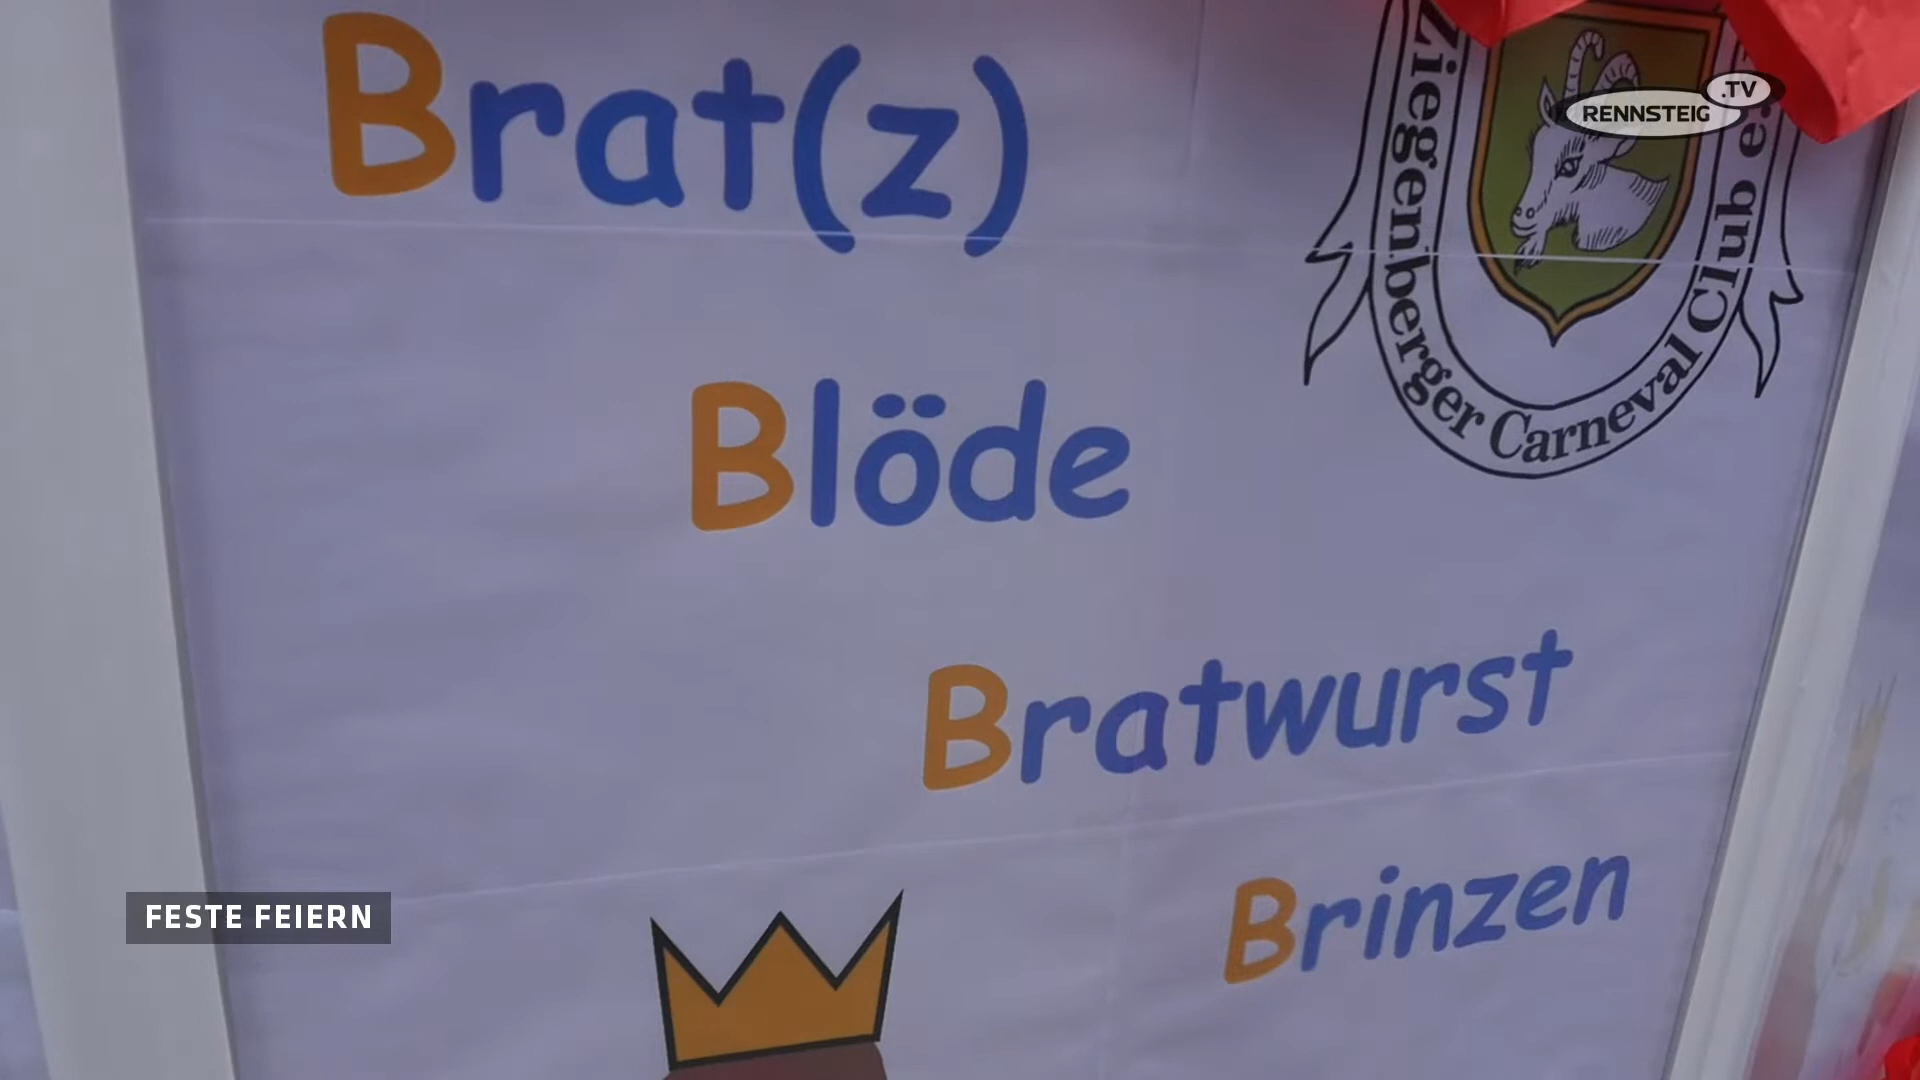 Brat(z)
Blöde
Bratwurst
Brinzen
Ziegenberger Carneval Club
RENNSTEIG .TV
FESTE FEIERN